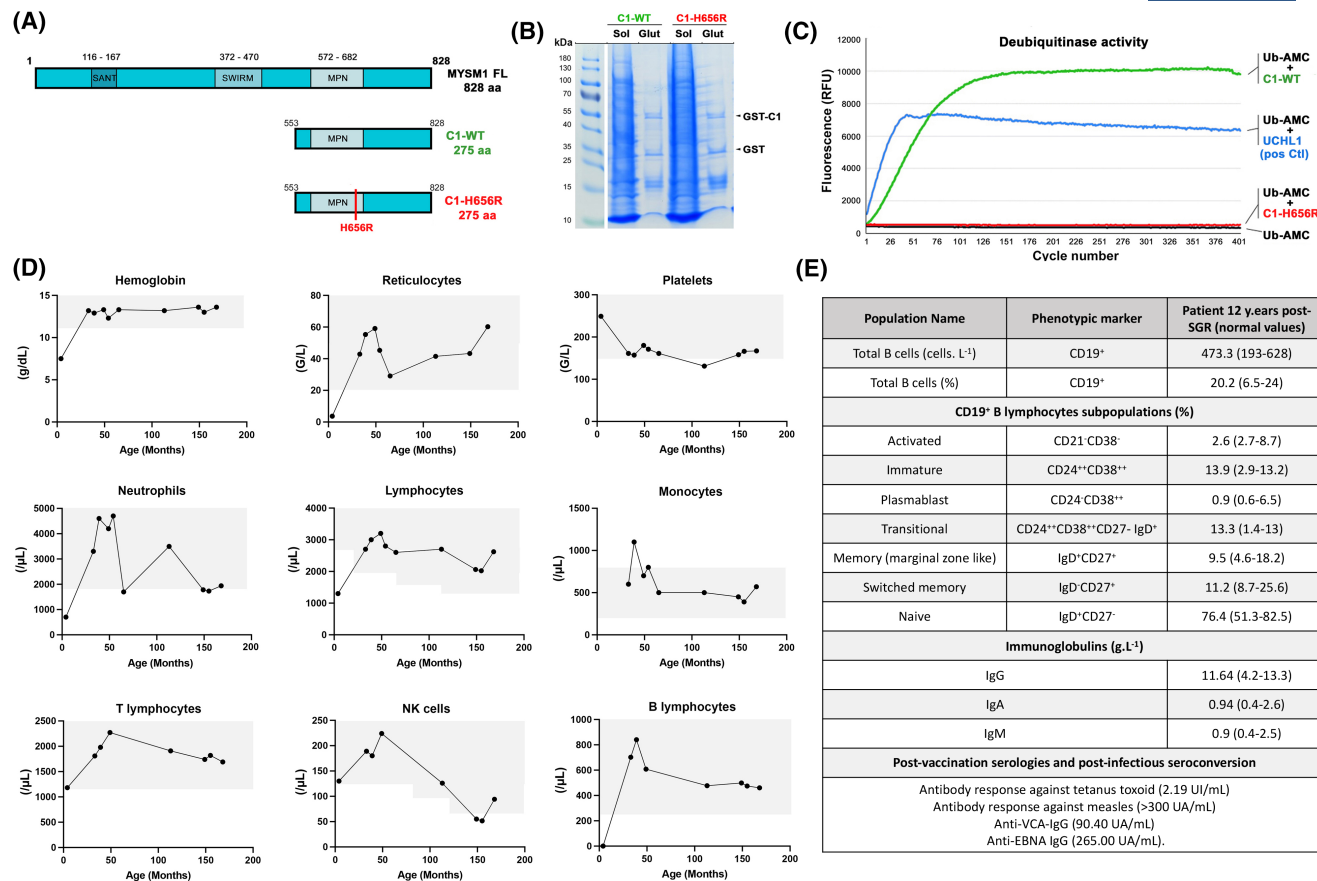 (A)
1
116 - 167
372 - 470
572 - 682
828
SANT
SWIRM
MPN
MYSM1 FL
828 aa
553
828
MPN
C1-WT
275 aa
553
828
MPN
C1-H656R
275 aa
H656R
(B)
C1-WT
C1-H656R
kDa
Sol
Glut
Sol
Glut
180
130
100
70
55
45
35
25
15
10
GST-C1
GST
(C)
Deubiquitinase activity
Fluorescence (RFU)
12000
10000
8000
6000
4000
2000
0
1
26
51
76
101
126
151
176
201
226
251
276
301
326
351
376
401
Cycle number
Ub-AMC
+
C1-WT
Ub-AMC
+
UCHL1
(pos Ctl)
Ub-AMC
+
C1-H656R
Ub-AMC
(D)
Hemoglobin
(g/dL)
15
10
5
0
0 50 100 150 200
Age (Months)
Reticulocytes
(G/L)
80
60
40
20
0
0 50 100 150 200
Age (Months)
Platelets
(G/L)
300
200
100
0
0 50 100 150 200
Age (Months)
Neutrophils
(/µL)
5000
4000
3000
2000
1000
0
0 50 100 150 200
Age (Months)
Lymphocytes
(/µL)
4000
3000
2000
1000
0
0 50 100 150 200
Age (Months)
Monocytes
(/µL)
1500
1000
500
0
0 50 100 150 200
Age (Months)
T lymphocytes
(/µL)
2500
2000
1500
1000
500
0
0 50 100 150 200
Age (Months)
NK cells
(/µL)
250
200
150
100
50
0
0 50 100 150 200
Age (Months)
B lymphocytes
(/µL)
1000
800
600
400
200
0
0 50 100 150 200
Age (Months)
(E)
Population Name
Phenotypic marker
Patient 12 y.ears post-
SGR (normal values)
Total B cells (cells. L⁻¹)
CD19⁺
473.3 (193-628)
Total B cells (%)
CD19⁺
20.2 (6.5-24)
CD19⁺ B lymphocytes subpopulations (%)
Activated
CD21⁻CD38⁻
2.6 (2.7-8.7)
Immature
CD24⁺⁺CD38⁺⁺
13.9 (2.9-13.2)
Plasmablast
CD24⁻CD38⁺⁺
0.9 (0.6-6.5)
Transitional
CD24⁺⁺CD38⁺⁺CD27- IgD⁺
13.3 (1.4-13)
Memory (marginal zone like)
IgD⁺CD27⁺
9.5 (4.6-18.2)
Switched memory
IgD⁻CD27⁺
11.2 (8.7-25.6)
Naive
IgD⁺CD27⁻
76.4 (51.3-82.5)
Immunoglobulins (g.L⁻¹)
IgG
11.64 (4.2-13.3)
IgA
0.94 (0.4-2.6)
IgM
0.9 (0.4-2.5)
Post-vaccination serologies and post-infectious seroconversion
Antibody response against tetanus toxoid (2.19 UI/mL)
Antibody response against measles (>300 UA/mL)
Anti-VCA-IgG (90.40 UA/mL)
Anti-EBNA IgG (265.00 UA/mL).